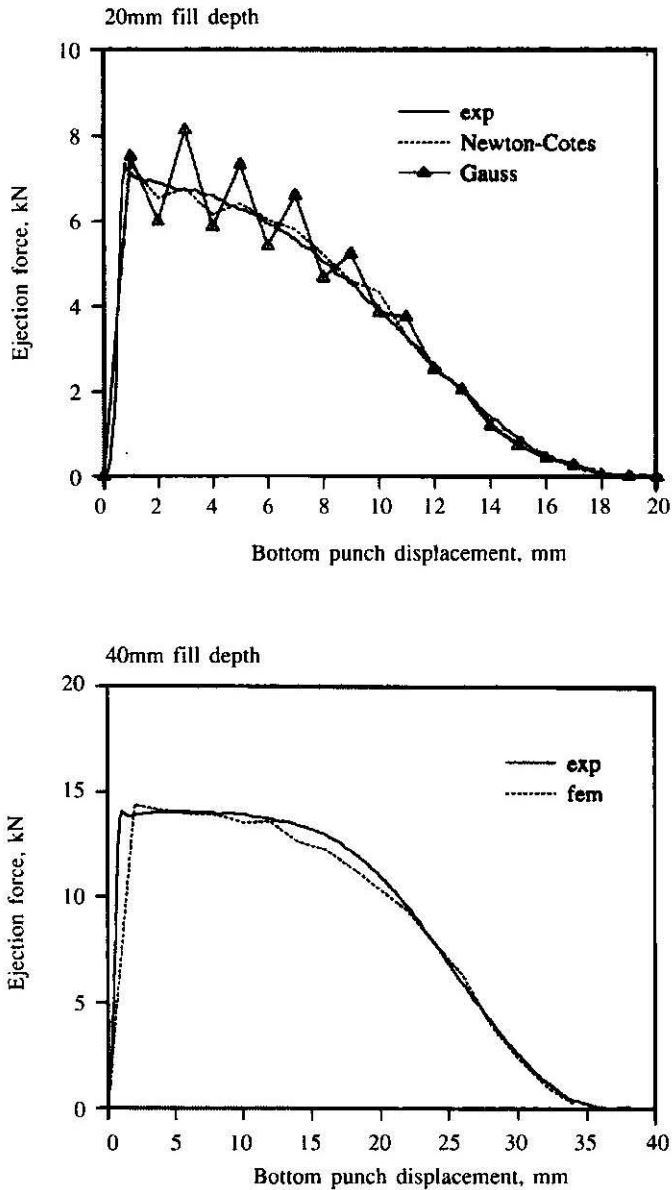 20mm fill depth
10
8
6
4
2
0
Ejection force, kN
exp
Newton-Cotes
Gauss
0 2 4 6 8 10 12 14 16 18 20
Bottom punch displacement, mm
40mm fill depth
20
15
10
5
0
Ejection force, kN
exp
fem
0 5 10 15 20 25 30 35 40
Bottom punch displacement, mm